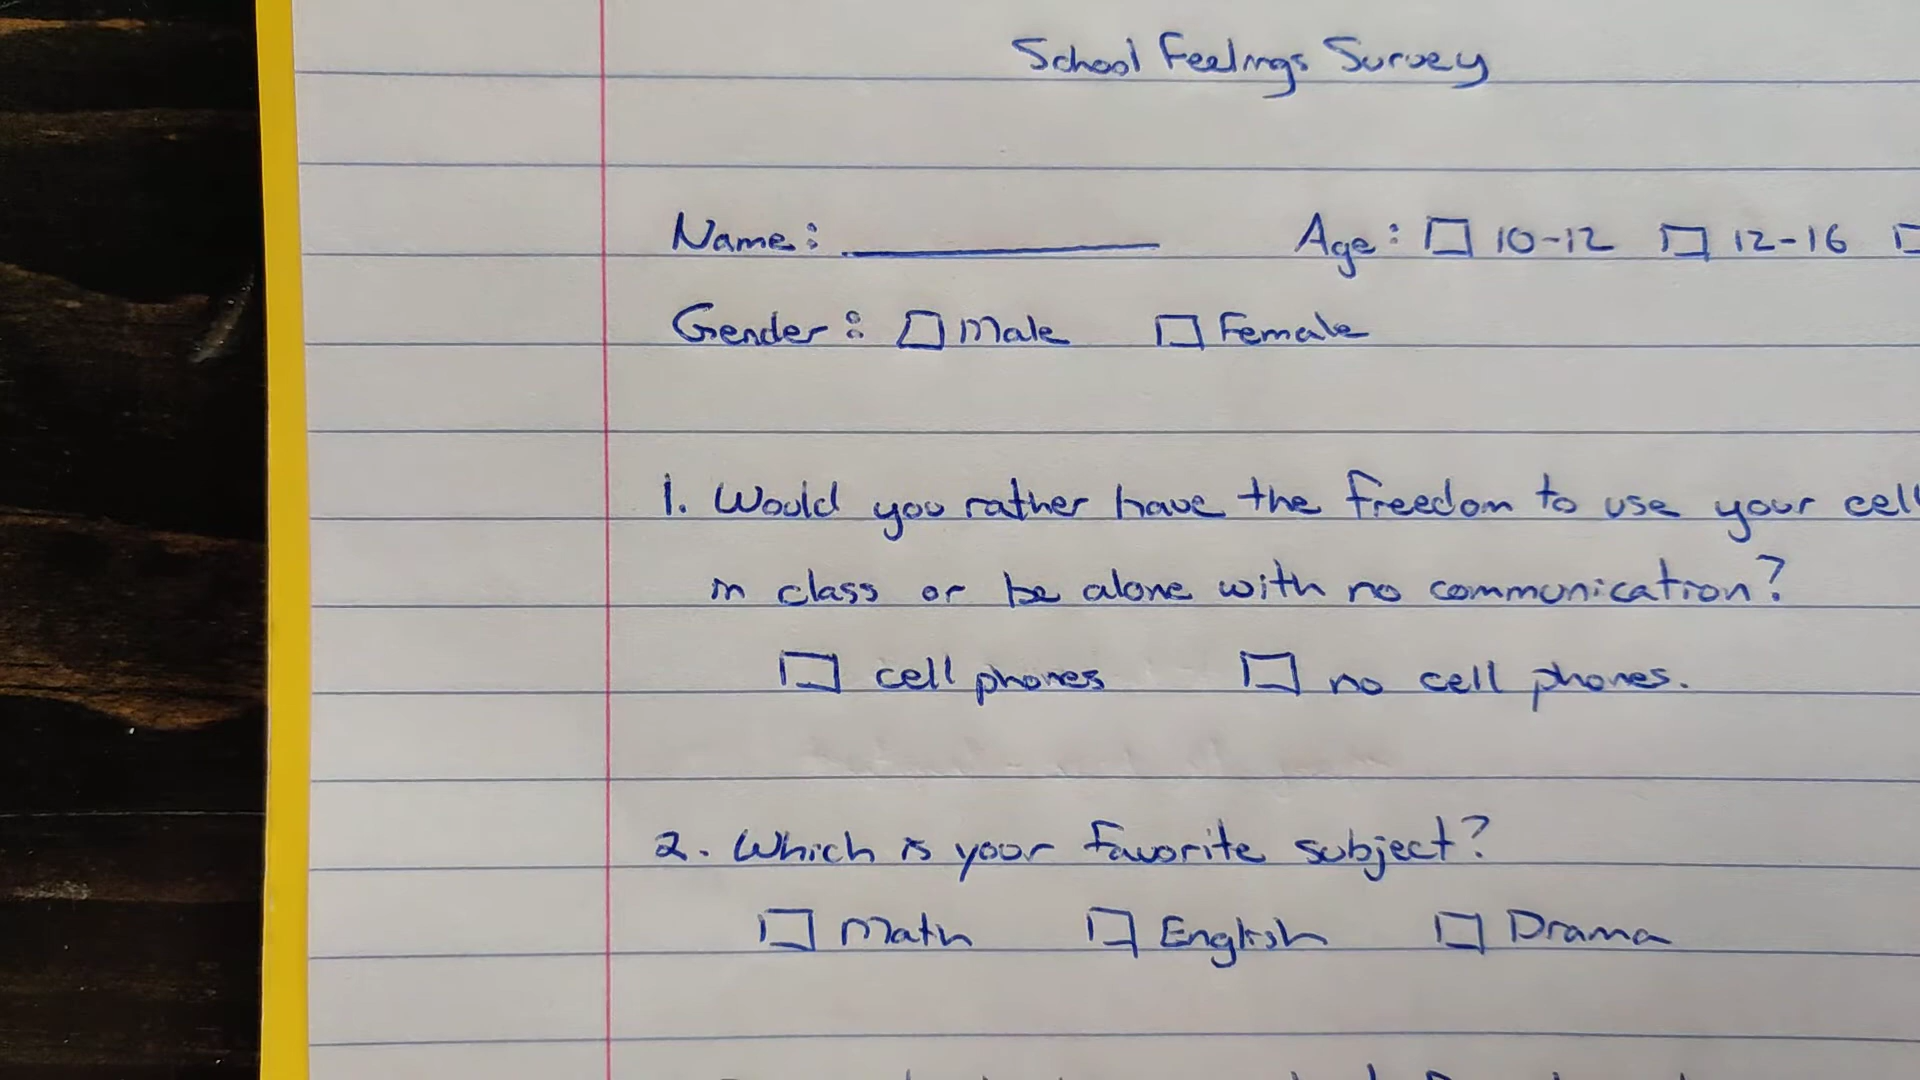 School Feelings Survey
Name: __________ Age: ☐ 10-12 ☐ 12-16 ☐
Gender: ☐ Male ☐ Female
1. Would you rather have the freedom to use your cell
in class or be alone with no communication?
☐ cell phones ☐ no cell phones.
2. Which is your favorite subject?
☐ Math ☐ English ☐ Drama